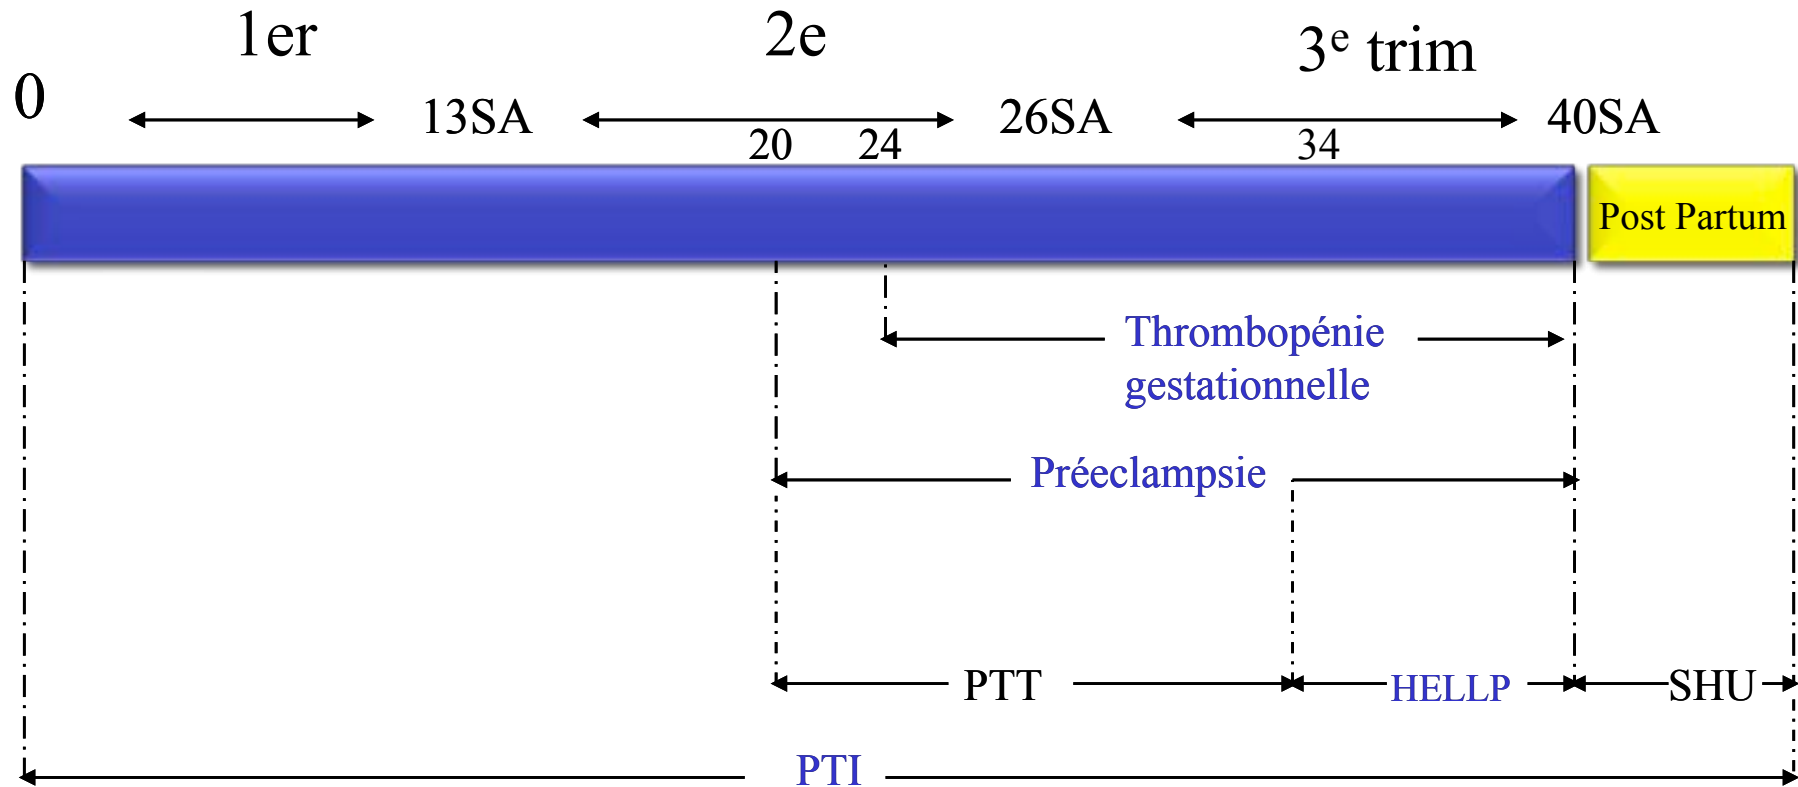 1er 2e 3e trim
0 13SA 26SA 40SA
20 24 34
Post Partum
Thrombopénie
gestationnelle
Préeclampsie
PTT HELLP SHU
PTI